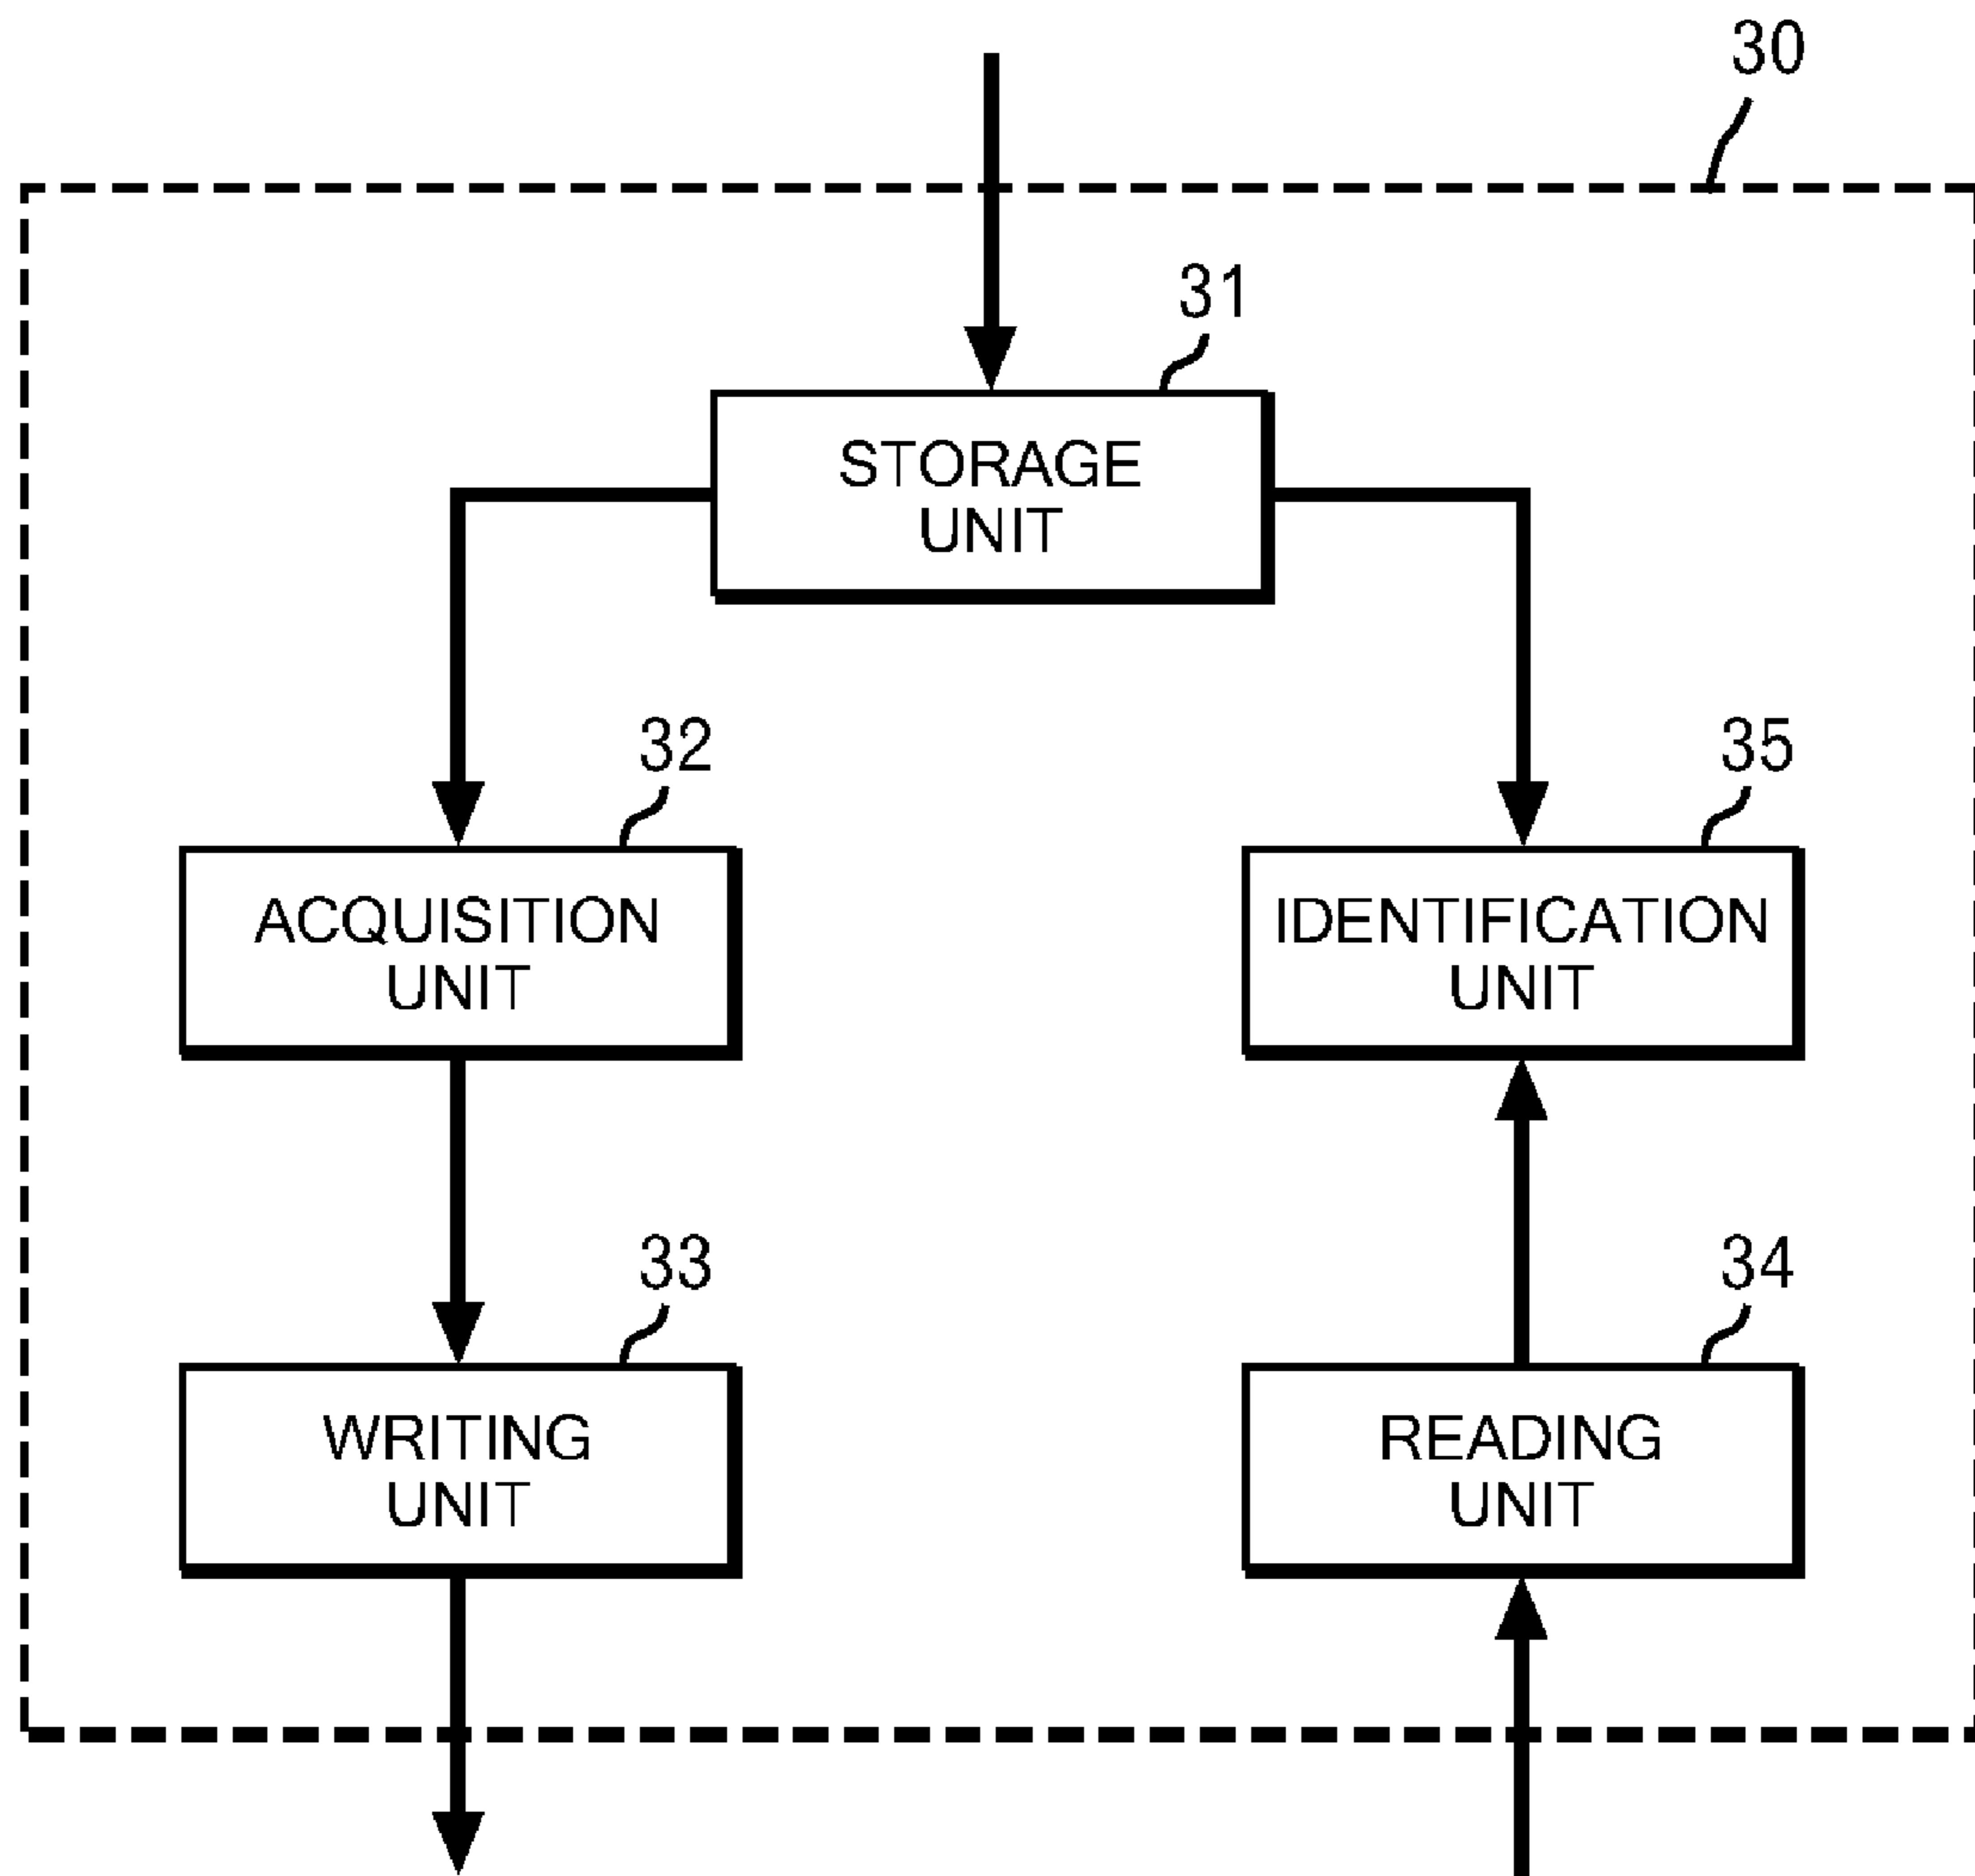 30
31
STORAGE
UNIT
32
ACQUISITION
UNIT
35
IDENTIFICATION
UNIT
33
WRITING
UNIT
34
READING
UNIT